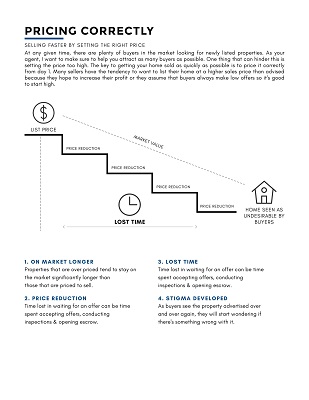 PRICING CORRECTLY
SELLING FASTER BY SETTING THE RIGHT PRICE
At any given time, there are plenty of buyers in the market looking for newly listed properties. As your
agent, I want to make sure to help you attract as many buyers as possible. One thing that can hinder this is
setting the price too high. The key to getting your home sold as quickly as possible is to price it correctly
from day 1. Many sellers have the tendency to want to list their home at a higher sales price than advised
because they hope to increase their profit or they assume that buyers always make low offers so it's good
to start high.
$
LIST PRICE
MARKET VALUE
PRICE REDUCTION
PRICE REDUCTION
PRICE REDUCTION
PRICE REDUCTION
LOST TIME
HOME SEEN AS
UNDESIRABLE BY
BUYERS
1. ON MARKET LONGER
Properties that are over priced tend to stay on
the market significantly longer than
those that are priced to sell.
2. PRICE REDUCTION
Time lost in waiting for an offer can be time
spent accepting offers, conducting
inspections & opening escrow.
3. LOST TIME
Time lost in waiting for an offer can be time
spent accepting offers, conducting
inspections & opening escrow.
4. STIGMA DEVELOPED
As buyers see the property advertised over
and over again, they will start wondering if
there's something wrong with it.